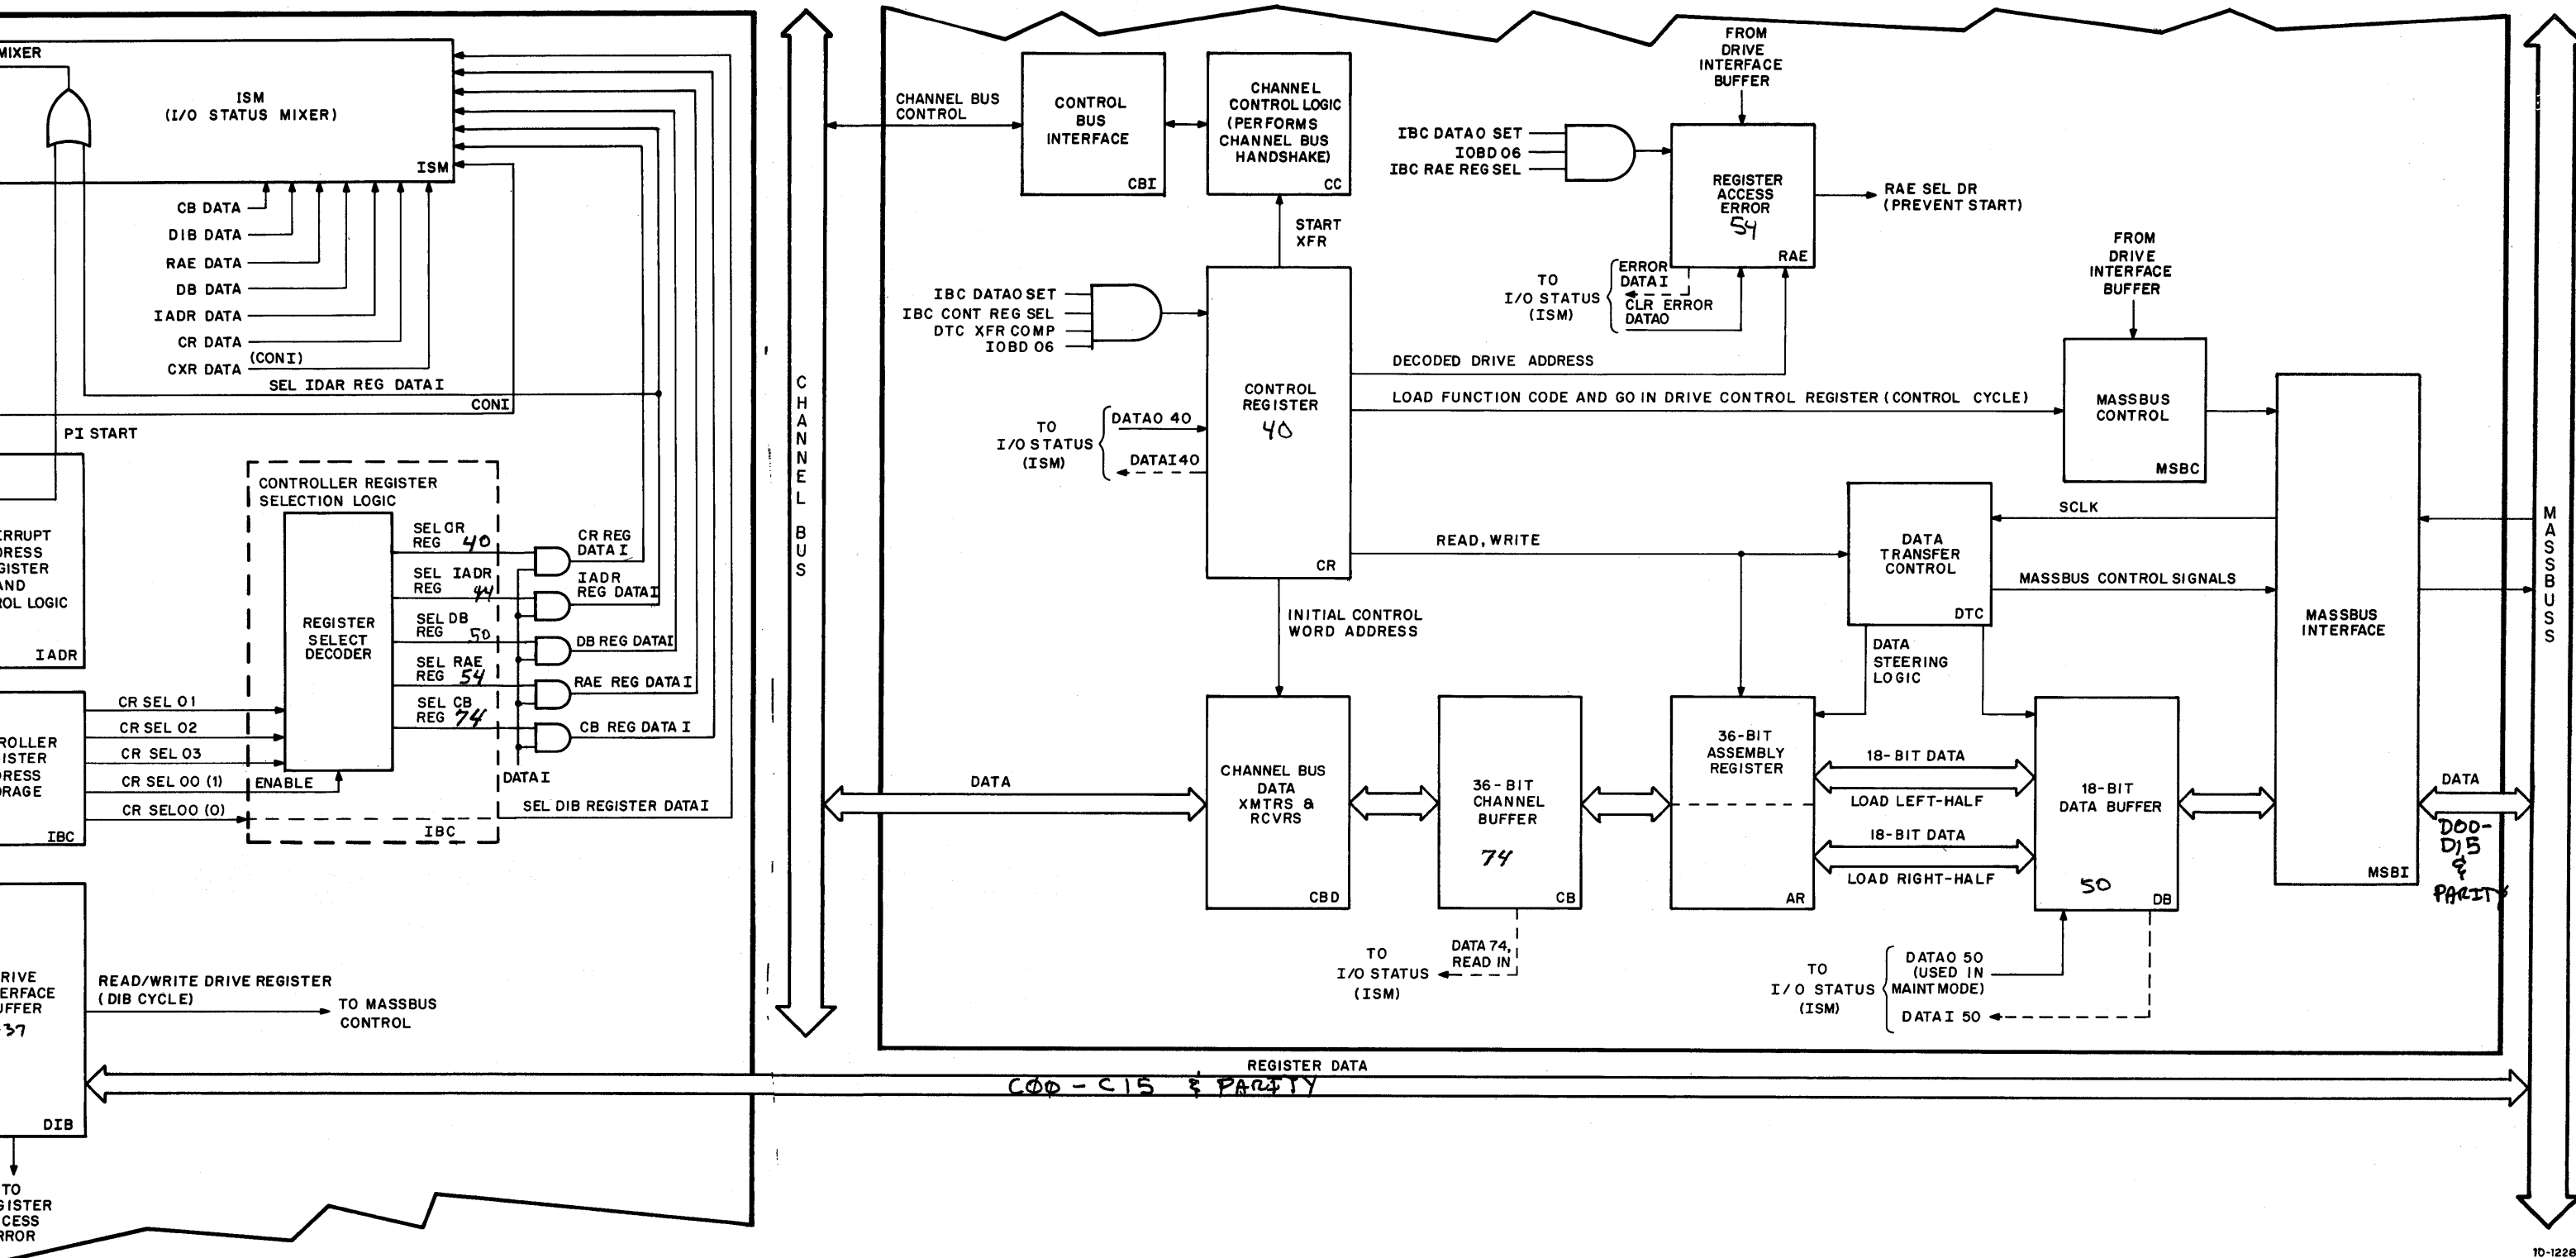 MIXER
ISM
(I/O STATUS MIXER)
ISM
CB DATA
DIB DATA
RAE DATA
DB DATA
IADR DATA
CR DATA
(CONI)
CXR DATA
SEL IDAR REG DATAI
CONI
PI START
ERRUPT
DRESS
GISTER
AND
ROL LOGIC
IADR
CONTROLLER REGISTER
SELECTION LOGIC
REGISTER
SELECT
DECODER
SEL CR
REG 40
SEL IADR
REG 44
SEL DB
REG 50
SEL RAE
REG 54
SEL CB
REG 74
CR REG
DATA I
IADR
REG DATAI
DB REG DATAI
RAE REG DATAI
CB REG DATAI
DATAI
ROLLER
ISTER
DRESS
ORAGE
IBC
CR SEL 01
CR SEL 02
CR SEL 03
CR SEL 00 (1)
ENABLE
CR SEL00 (0)
SEL DIB REGISTER DATAI
IBC
RIVE
ERFACE
UFFER
37
DIB
READ/WRITE DRIVE REGISTER
(DIB CYCLE)
TO MASSBUS
CONTROL
TO
GISTER
CESS
RROR
CHANNEL BUS
CHANNEL BUS
CONTROL
CONTROL
BUS
INTERFACE
CBI
CHANNEL
CONTROL LOGIC
(PERFORMS
CHANNEL BUS
HANDSHAKE)
CC
START
XFR
FROM
DRIVE
INTERFACE
BUFFER
IBC DATAO SET
IOBD 06
IBC RAE REG SEL
REGISTER
ACCESS
ERROR
54
RAE
RAE SEL DR
(PREVENT START)
TO
I/O STATUS
(ISM)
ERROR
DATA I
CLR ERROR
DATAO
IBC DATAO SET
IBC CONT REG SEL
DTC XFR COMP
IOBD 06
CONTROL
REGISTER
40
CR
TO
I/O STATUS
(ISM)
DATAO 40
DATAI 40
DECODED DRIVE ADDRESS
LOAD FUNCTION CODE AND GO IN DRIVE CONTROL REGISTER (CONTROL CYCLE)
READ, WRITE
FROM
DRIVE
INTERFACE
BUFFER
MASSBUS
CONTROL
MSBC
SCLK
DATA
TRANSFER
CONTROL
DTC
MASSBUS CONTROL SIGNALS
MASSBUS
INTERFACE
MSBI
MASSBUS
INITIAL CONTROL
WORD ADDRESS
DATA
STEERING
LOGIC
DATA
CHANNEL BUS
DATA
XMTRS &
RCVRS
CBD
36-BIT
CHANNEL
BUFFER
74
CB
36-BIT
ASSEMBLY
REGISTER
AR
18-BIT DATA
LOAD LEFT-HALF
18-BIT DATA
LOAD RIGHT-HALF
18-BIT
DATA BUFFER
50
DB
DATA
D00-
D15
&
PARITY
TO
I/O STATUS
(ISM)
DATA 74,
READ IN
TO
I/O STATUS
(ISM)
DATAO 50
(USED IN
MAINT MODE)
DATAI 50
REGISTER DATA
C00 - C15 & PARITY
10-1228